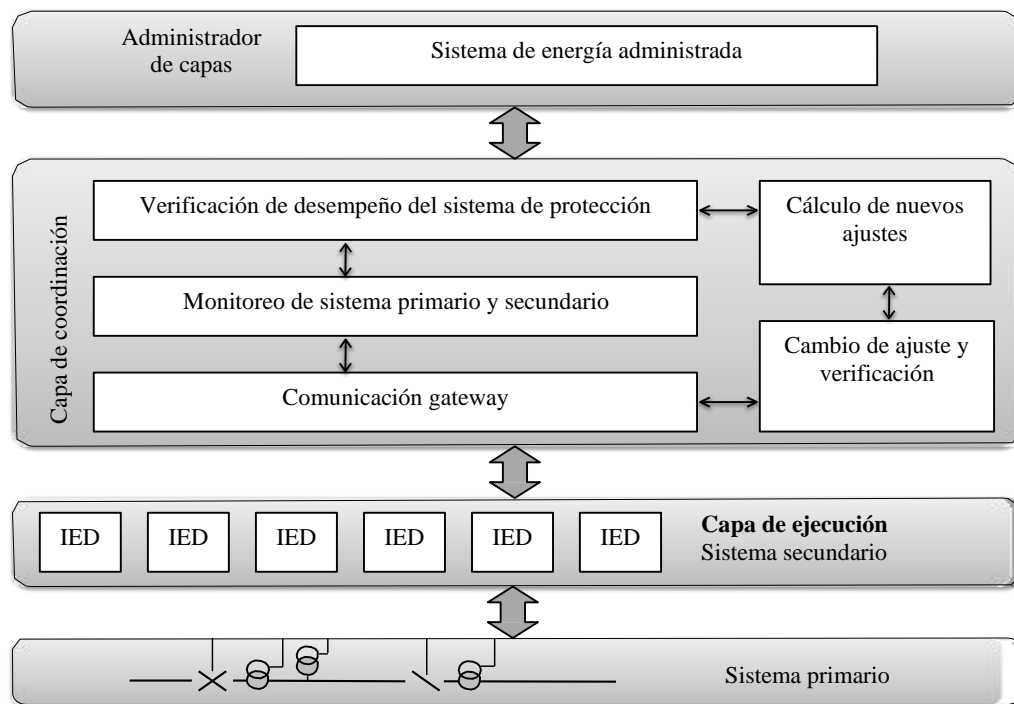 Administrador
de capas
Sistema de energía administrada
Capa de coordinación
Verificación de desempeño del sistema de protección
Cálculo de nuevos
ajustes
Monitoreo de sistema primario y secundario
Cambio de ajuste y
verificación
Comunicación gateway
IED
IED
IED
IED
IED
IED
Capa de ejecución
Sistema secundario
Sistema primario